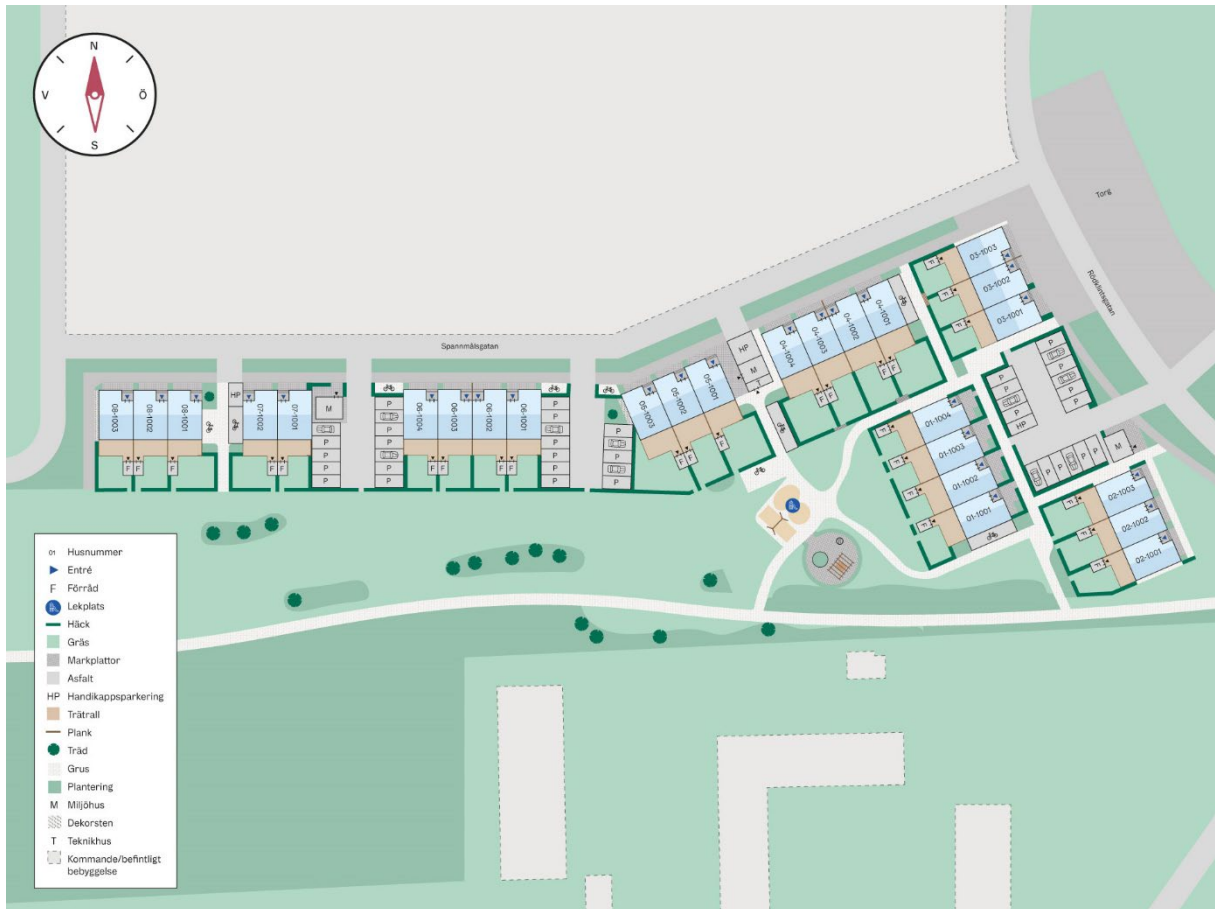 N
V
Ö
S
Torg
Rödklintsgatan
Spannmålsgatan
03-1003
03-1002
03-1001
F
F
F
04-1001
04-1002
04-1003
04-1004
F
F
F
F
HP
M
T
05-1001
05-1002
05-1003
F
F
F
P
P
P
P
HP
P
P
P
01-1004
01-1003
01-1002
01-1001
F
F
F
F
P
P
P
P
M
02-1003
02-1002
02-1001
F
F
F
08-1003
08-1002
08-1001
F
F
F
HP
07-1002
07-1001
F
F
M
P
P
P
P
P
P
P
P
P
06-1004
06-1003
06-1002
06-1001
F
F
F
F
P
P
P
P
P
P
P
P
P
01 Husnummer
Entré
F Förråd
Lekplats
Häck
Gräs
Markplattor
Asfalt
HP Handikappsparkering
Trätrall
Plank
Träd
Grus
Plantering
M Miljöhus
Dekorsten
T Teknikhus
Kommande/befintligt
bebyggelse